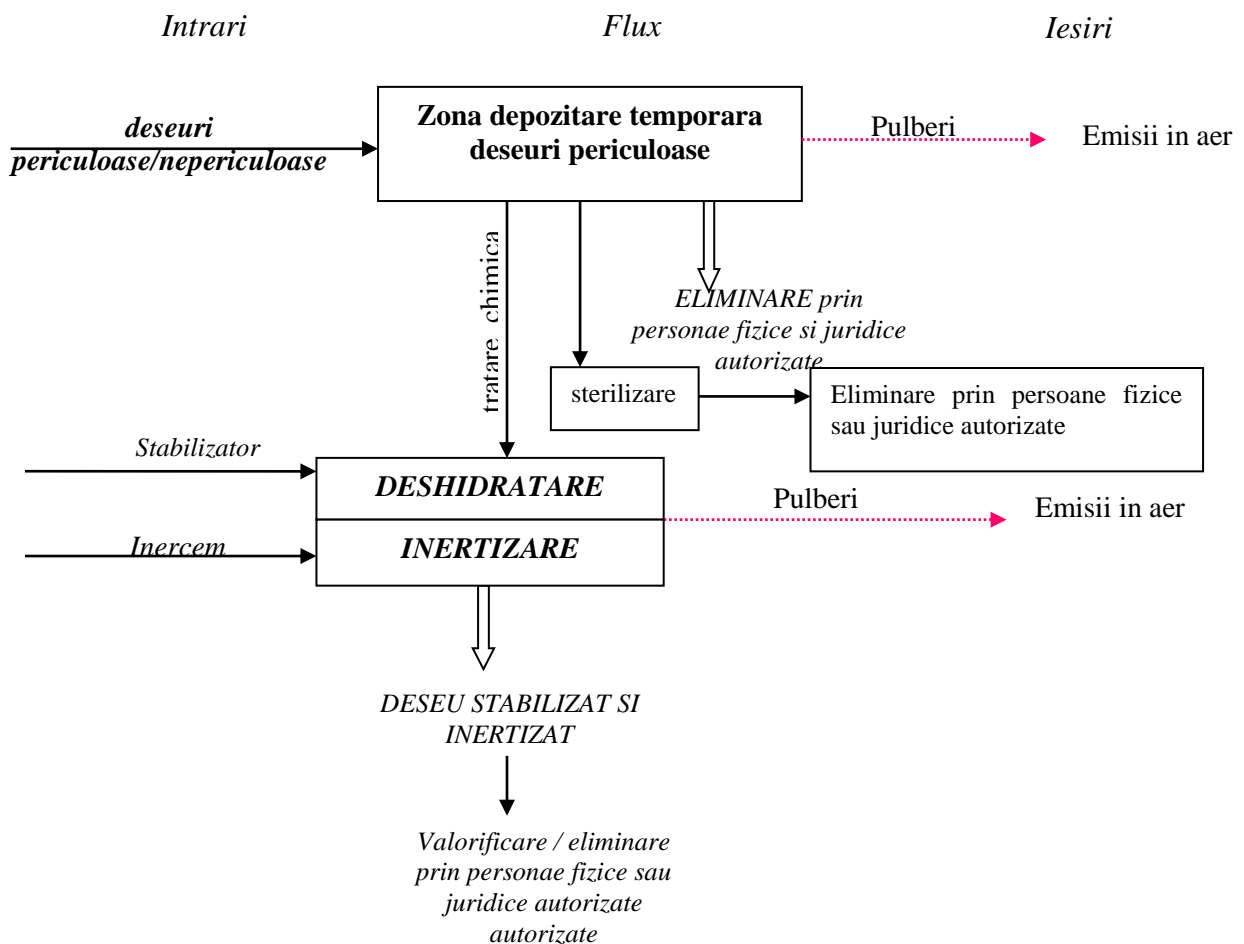 Intrari Flux Iesiri
Zona depozitare temporara
deseuri periculoase
deseuri
periculoase/nepericuloase
Pulberi
Emisii in aer
tratare chimica
ELIMINARE prin
personae fizice si juridice
autorizate
sterilizare
Eliminare prin persoane fizice
sau juridice autorizate
Stabilizator
DESHIDRATARE
Pulberi
Emisii in aer
Inercem
INERTIZARE
DESEU STABILIZAT SI
INERTIZAT
Valorificare / eliminare
prin personae fizice sau
juridice autorizate
autorizate